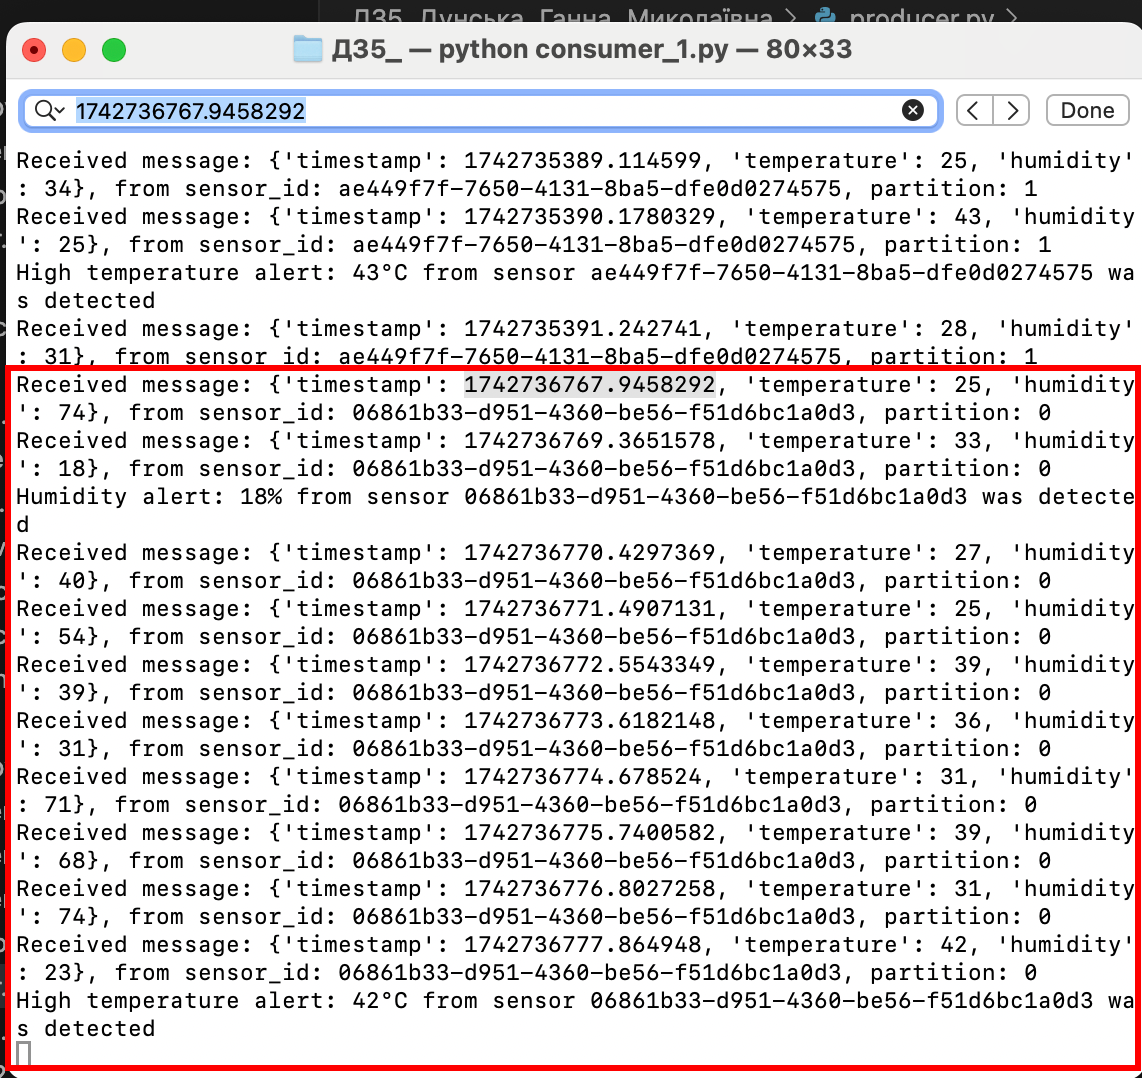 ДЗ5_Лунська_Ганна_Миколаївна > producer.py >
ДЗ5_ — python consumer_1.py — 80×33
1742736767.9458292
Done
Received message: {'timestamp': 1742735389.114599, 'temperature': 25, 'humidity'
: 34}, from sensor_id: ae449f7f-7650-4131-8ba5-dfe0d0274575, partition: 1
Received message: {'timestamp': 1742735390.1780329, 'temperature': 43, 'humidity
': 25}, from sensor_id: ae449f7f-7650-4131-8ba5-dfe0d0274575, partition: 1
High temperature alert: 43°C from sensor ae449f7f-7650-4131-8ba5-dfe0d0274575 wa
s detected
Received message: {'timestamp': 1742735391.242741, 'temperature': 28, 'humidity'
: 31}, from sensor_id: ae449f7f-7650-4131-8ba5-dfe0d0274575, partition: 1
Received message: {'timestamp': 1742736767.9458292, 'temperature': 25, 'humidity
': 74}, from sensor_id: 06861b33-d951-4360-be56-f51d6bc1a0d3, partition: 0
Received message: {'timestamp': 1742736769.3651578, 'temperature': 33, 'humidity
': 18}, from sensor_id: 06861b33-d951-4360-be56-f51d6bc1a0d3, partition: 0
Humidity alert: 18% from sensor 06861b33-d951-4360-be56-f51d6bc1a0d3 was detecte
d
Received message: {'timestamp': 1742736770.4297369, 'temperature': 27, 'humidity
': 40}, from sensor_id: 06861b33-d951-4360-be56-f51d6bc1a0d3, partition: 0
Received message: {'timestamp': 1742736771.4907131, 'temperature': 25, 'humidity
': 54}, from sensor_id: 06861b33-d951-4360-be56-f51d6bc1a0d3, partition: 0
Received message: {'timestamp': 1742736772.5543349, 'temperature': 39, 'humidity
': 39}, from sensor_id: 06861b33-d951-4360-be56-f51d6bc1a0d3, partition: 0
Received message: {'timestamp': 1742736773.6182148, 'temperature': 36, 'humidity
': 31}, from sensor_id: 06861b33-d951-4360-be56-f51d6bc1a0d3, partition: 0
Received message: {'timestamp': 1742736774.678524, 'temperature': 31, 'humidity'
: 71}, from sensor_id: 06861b33-d951-4360-be56-f51d6bc1a0d3, partition: 0
Received message: {'timestamp': 1742736775.7400582, 'temperature': 39, 'humidity
': 68}, from sensor_id: 06861b33-d951-4360-be56-f51d6bc1a0d3, partition: 0
Received message: {'timestamp': 1742736776.8027258, 'temperature': 31, 'humidity
': 74}, from sensor_id: 06861b33-d951-4360-be56-f51d6bc1a0d3, partition: 0
Received message: {'timestamp': 1742736777.864948, 'temperature': 42, 'humidity'
: 23}, from sensor_id: 06861b33-d951-4360-be56-f51d6bc1a0d3, partition: 0
High temperature alert: 42°C from sensor 06861b33-d951-4360-be56-f51d6bc1a0d3 wa
s detected